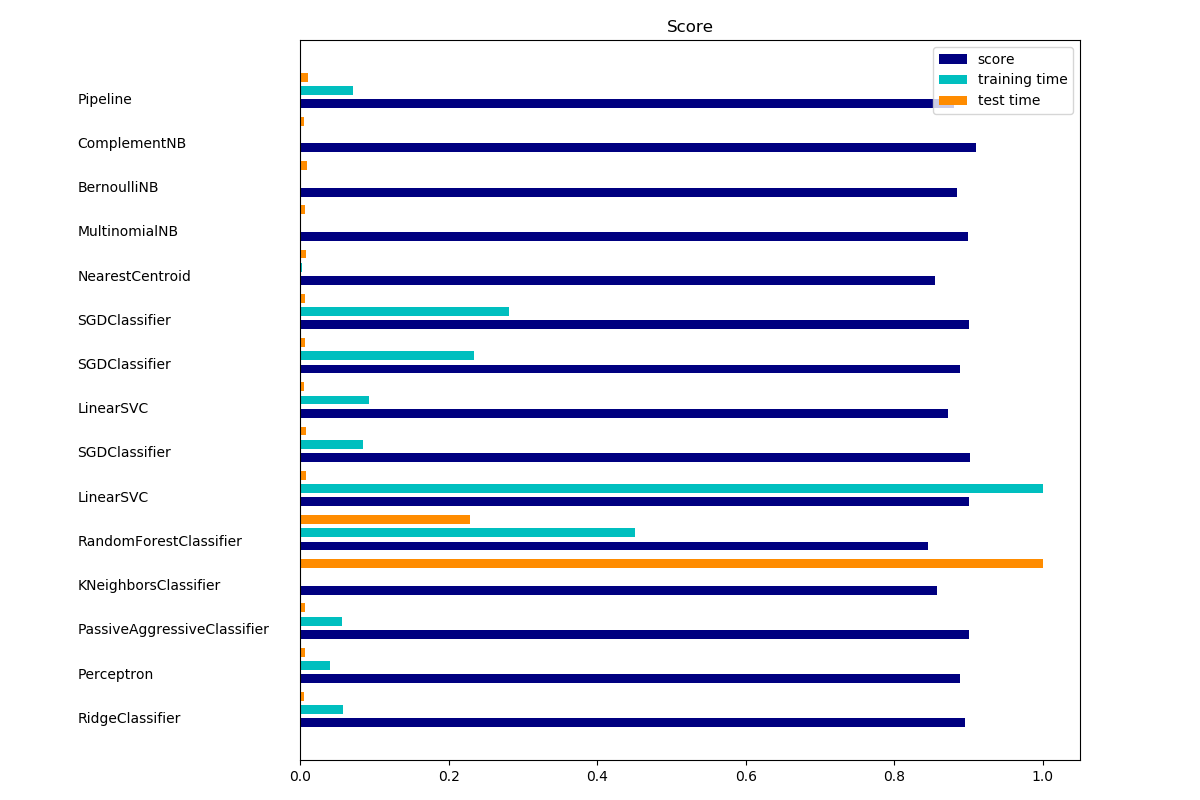 Score
score
training time
test time
Pipeline
ComplementNB
BernoulliNB
MultinomialNB
NearestCentroid
SGDClassifier
SGDClassifier
LinearSVC
SGDClassifier
LinearSVC
RandomForestClassifier
KNeighborsClassifier
PassiveAggressiveClassifier
Perceptron
RidgeClassifier
0.0 0.2 0.4 0.6 0.8 1.0